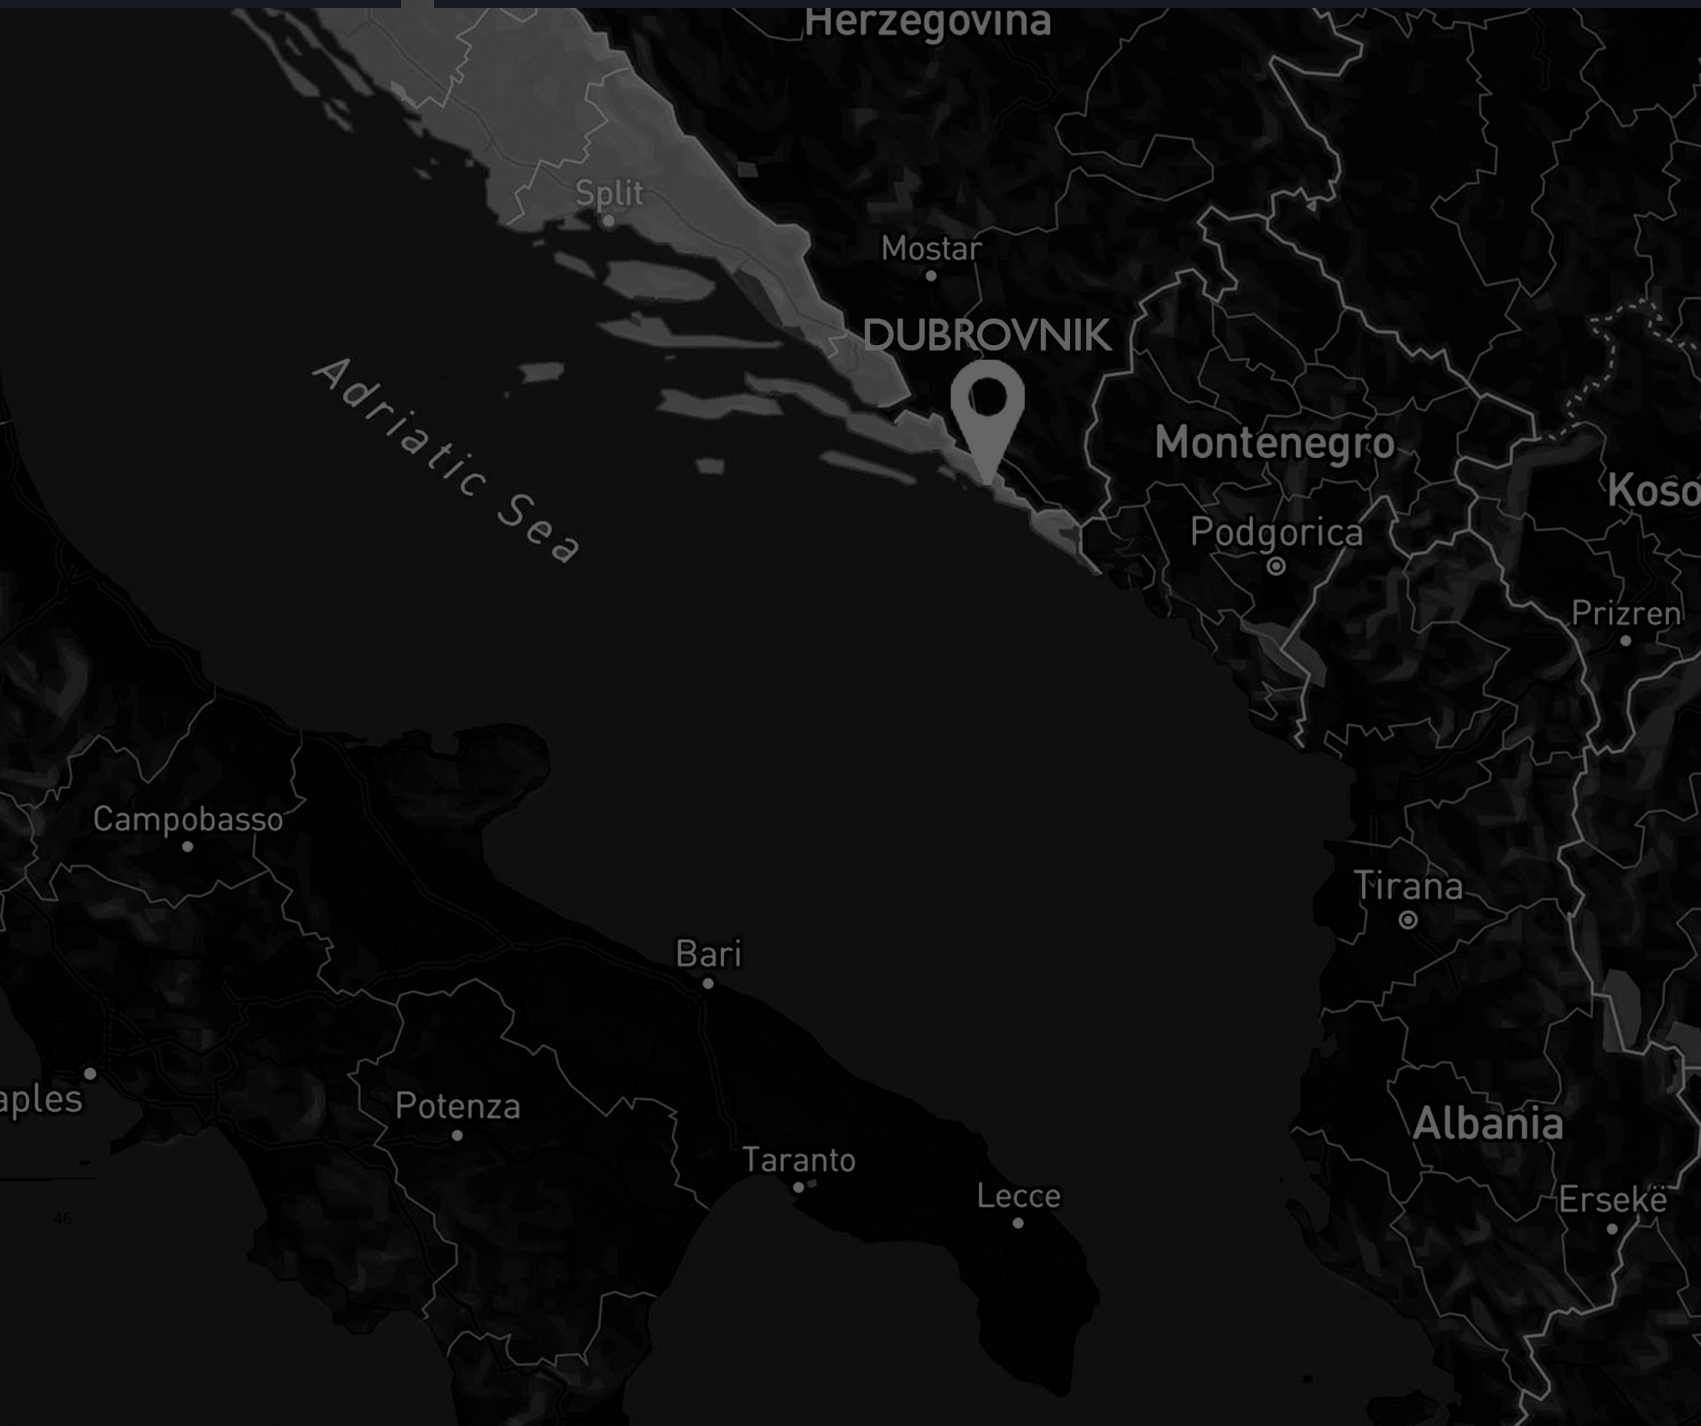 Herzegovina
Split
Mostar
DUBROVNIK
Adriatic Sea
Montenegro
Koso
Podgorica
Prizren
Campobasso
Tirana
Bari
aples
Potenza
Albania
Taranto
Lecce
Ersekë
46